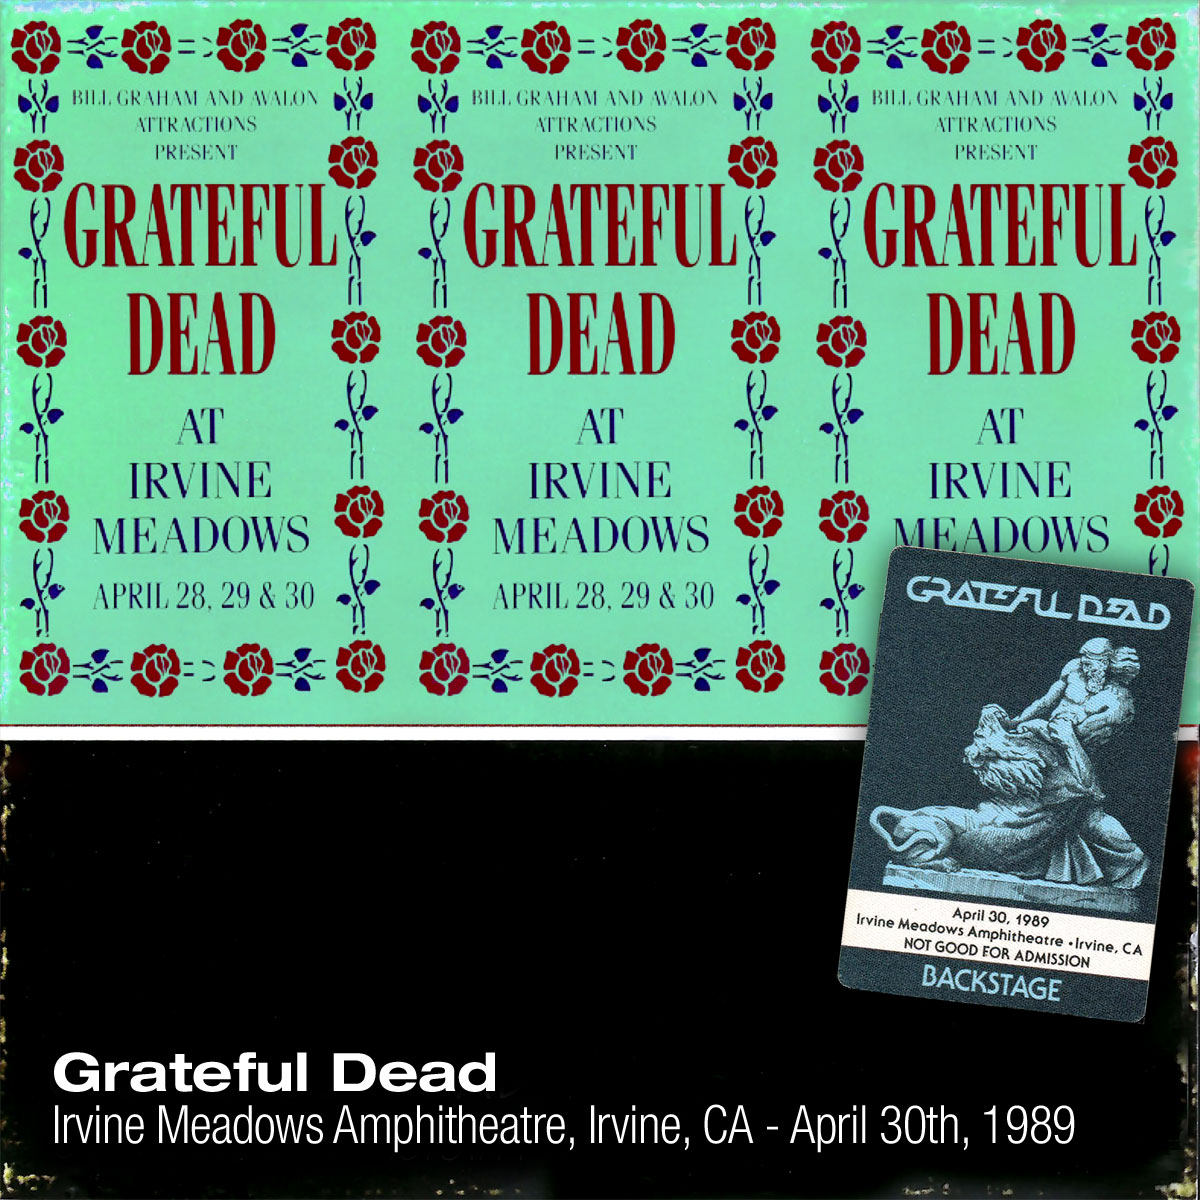 BILL GRAHAM AND AVALON
ATTRACTIONS
PRESENT
GRATEFUL
DEAD
AT
IRVINE
MEADOWS
APRIL 28, 29 & 30
BILL GRAHAM AND AVALON
ATTRACTIONS
PRESENT
GRATEFUL
DEAD
AT
IRVINE
MEADOWS
APRIL 28, 29 & 30
BILL GRAHAM AND AVALON
ATTRACTIONS
PRESENT
GRATEFUL
DEAD
AT
IRVINE
MEADOWS
GRATEFUL DEAD
April 30, 1989
Irvine Meadows Amphitheatre • Irvine, CA
NOT GOOD FOR ADMISSION
BACKSTAGE
Grateful Dead
Irvine Meadows Amphitheatre, Irvine, CA - April 30th, 1989